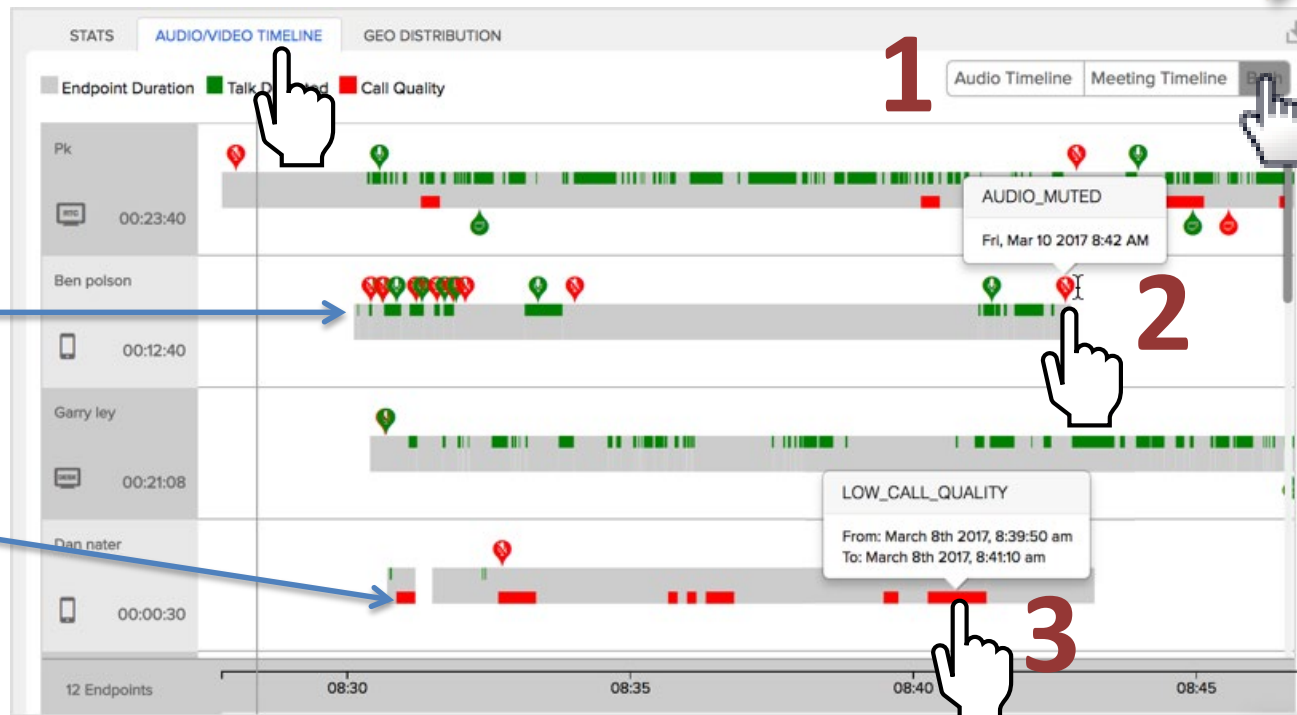 STATS AUDIO/VIDEO TIMELINE GEO DISTRIBUTION
1
Audio Timeline Meeting Timeline
Endpoint Duration Talk Call Quality
Pk
RTC 00:23:40
AUDIO_MUTED
Fri, Mar 10 2017 8:42 AM
Ben polson
00:12:40
2
Garry ley
00:21:08
LOW_CALL_QUALITY
From: March 8th 2017, 8:39:50 am
To: March 8th 2017, 8:41:10 am
Dan nater
00:00:30
3
12 Endpoints 08:30 08:35 08:40 08:45